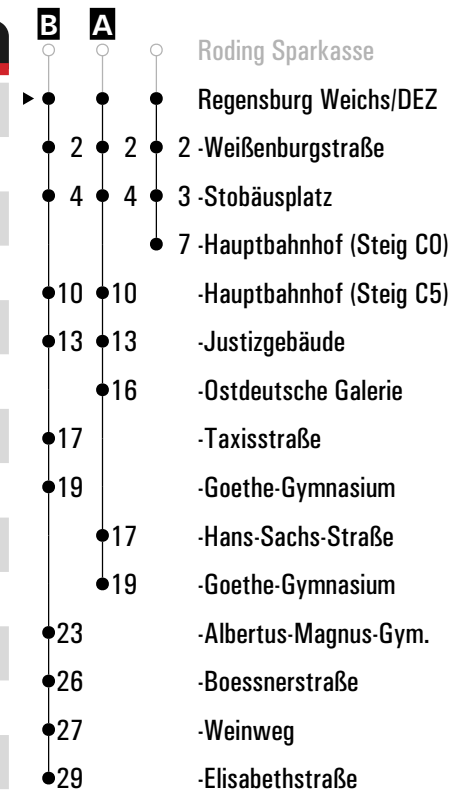 B A
Roding Sparkasse
Regensburg Weichs/DEZ
2 2 2 -Weißenburgstraße
4 4 3 -Stobäusplatz
7 -Hauptbahnhof (Steig C0)
10 10 -Hauptbahnhof (Steig C5)
13 13 -Justizgebäude
16 -Ostdeutsche Galerie
17 -Taxisstraße
19 -Goethe-Gymnasium
17 -Hans-Sachs-Straße
19 -Goethe-Gymnasium
23 -Albertus-Magnus-Gym.
26 -Boessnerstraße
27 -Weinweg
29 -Elisabethstraße